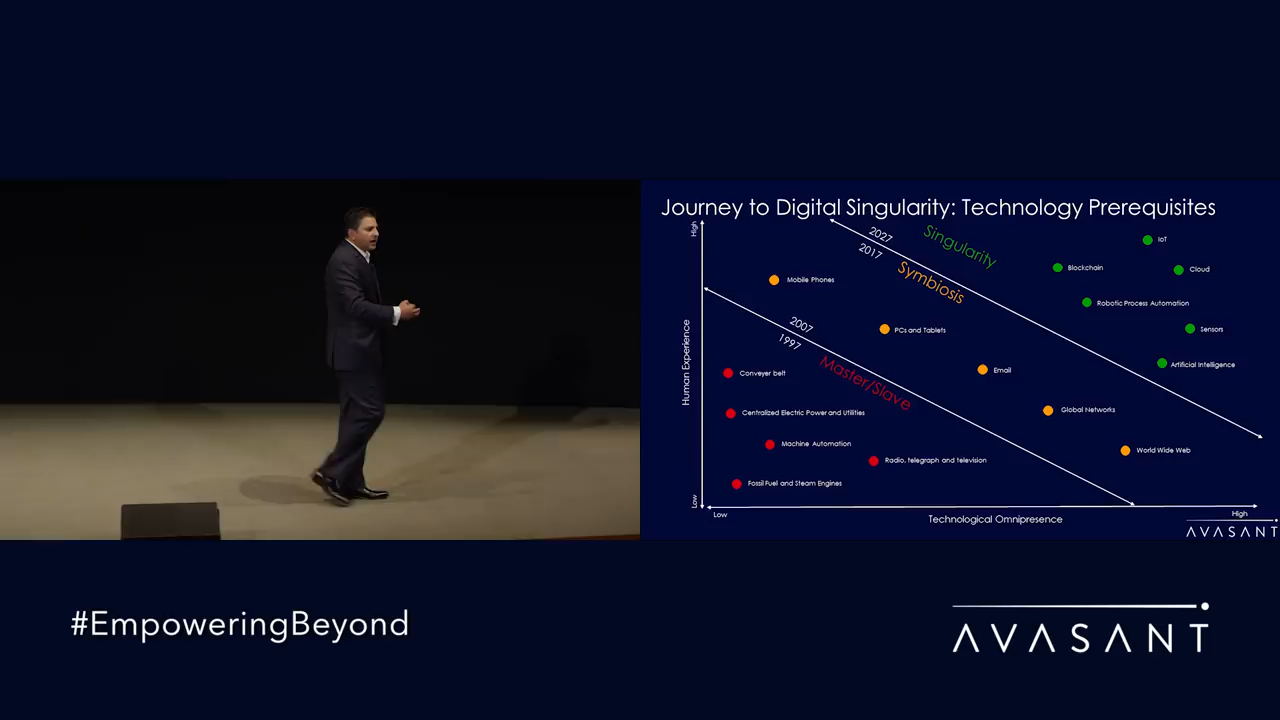 Journey to Digital Singularity: Technology Prerequisites
High
2027
Singularity
IoT
2017
Symbiosis
Blockchain
Cloud
Mobile Phones
Robotic Process Automation
2007
PCs and Tablets
Sensors
1997
Master/Slave
Artificial Intelligence
Human Experience
Conveyer belt
Email
Centralized Electric Power and Utilities
Global Networks
Machine Automation
World Wide Web
Radio, telegraph and television
Fossil Fuel and Steam Engines
Low
Low
Technological Omnipresence
High
AVASANT
#EmpoweringBeyond
AVASANT